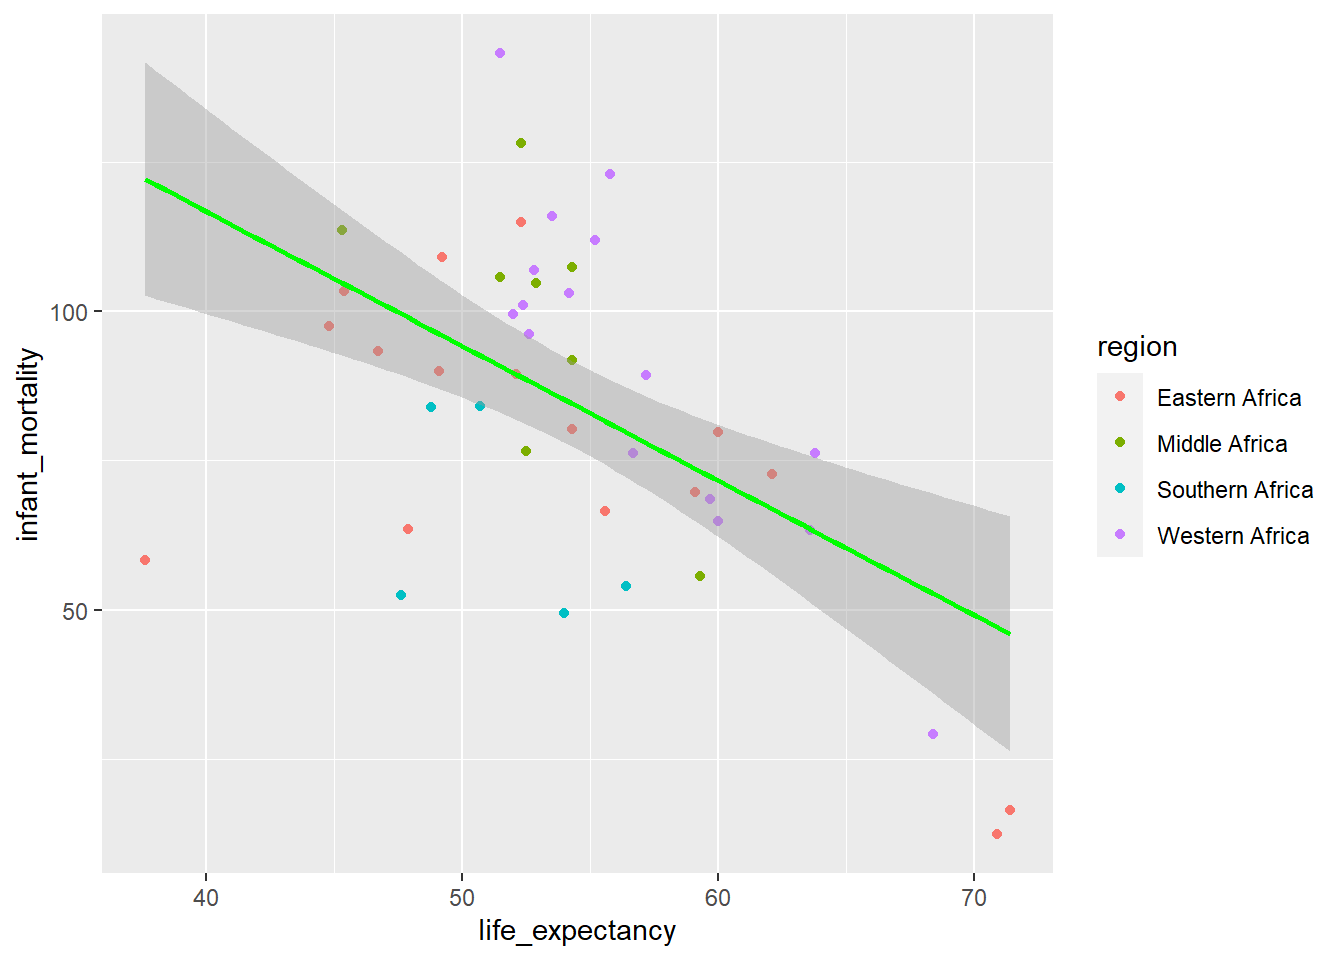 infant_mortality
100
50
40
50
60
70
life_expectancy
region
Eastern Africa
Middle Africa
Southern Africa
Western Africa